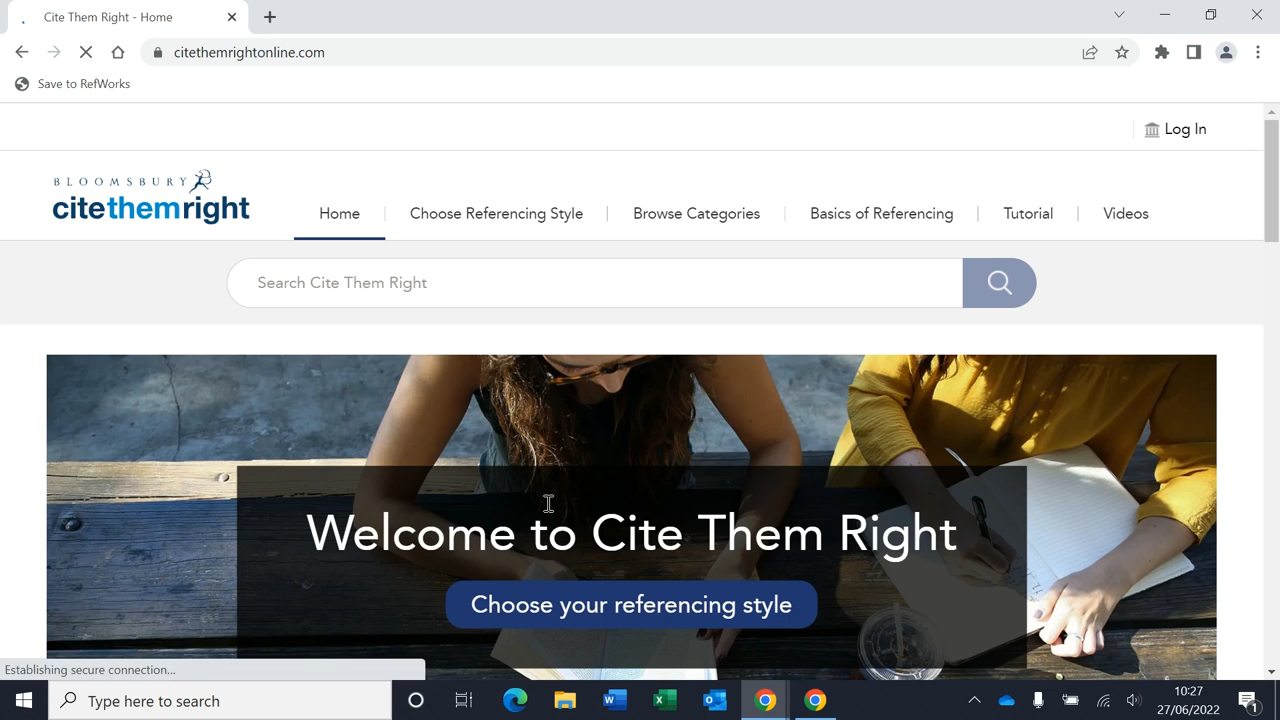 Cite Them Right - Home
citethemrightonline.com
Save to RefWorks
Log In
BLOOMSBURY
citethemright
Home
Choose Referencing Style
Browse Categories
Basics of Referencing
Tutorial
Videos
Search Cite Them Right
Welcome to Cite Them Right
Choose your referencing style
Establishing secure connection...
Type here to search
10:27
27/06/2022
1